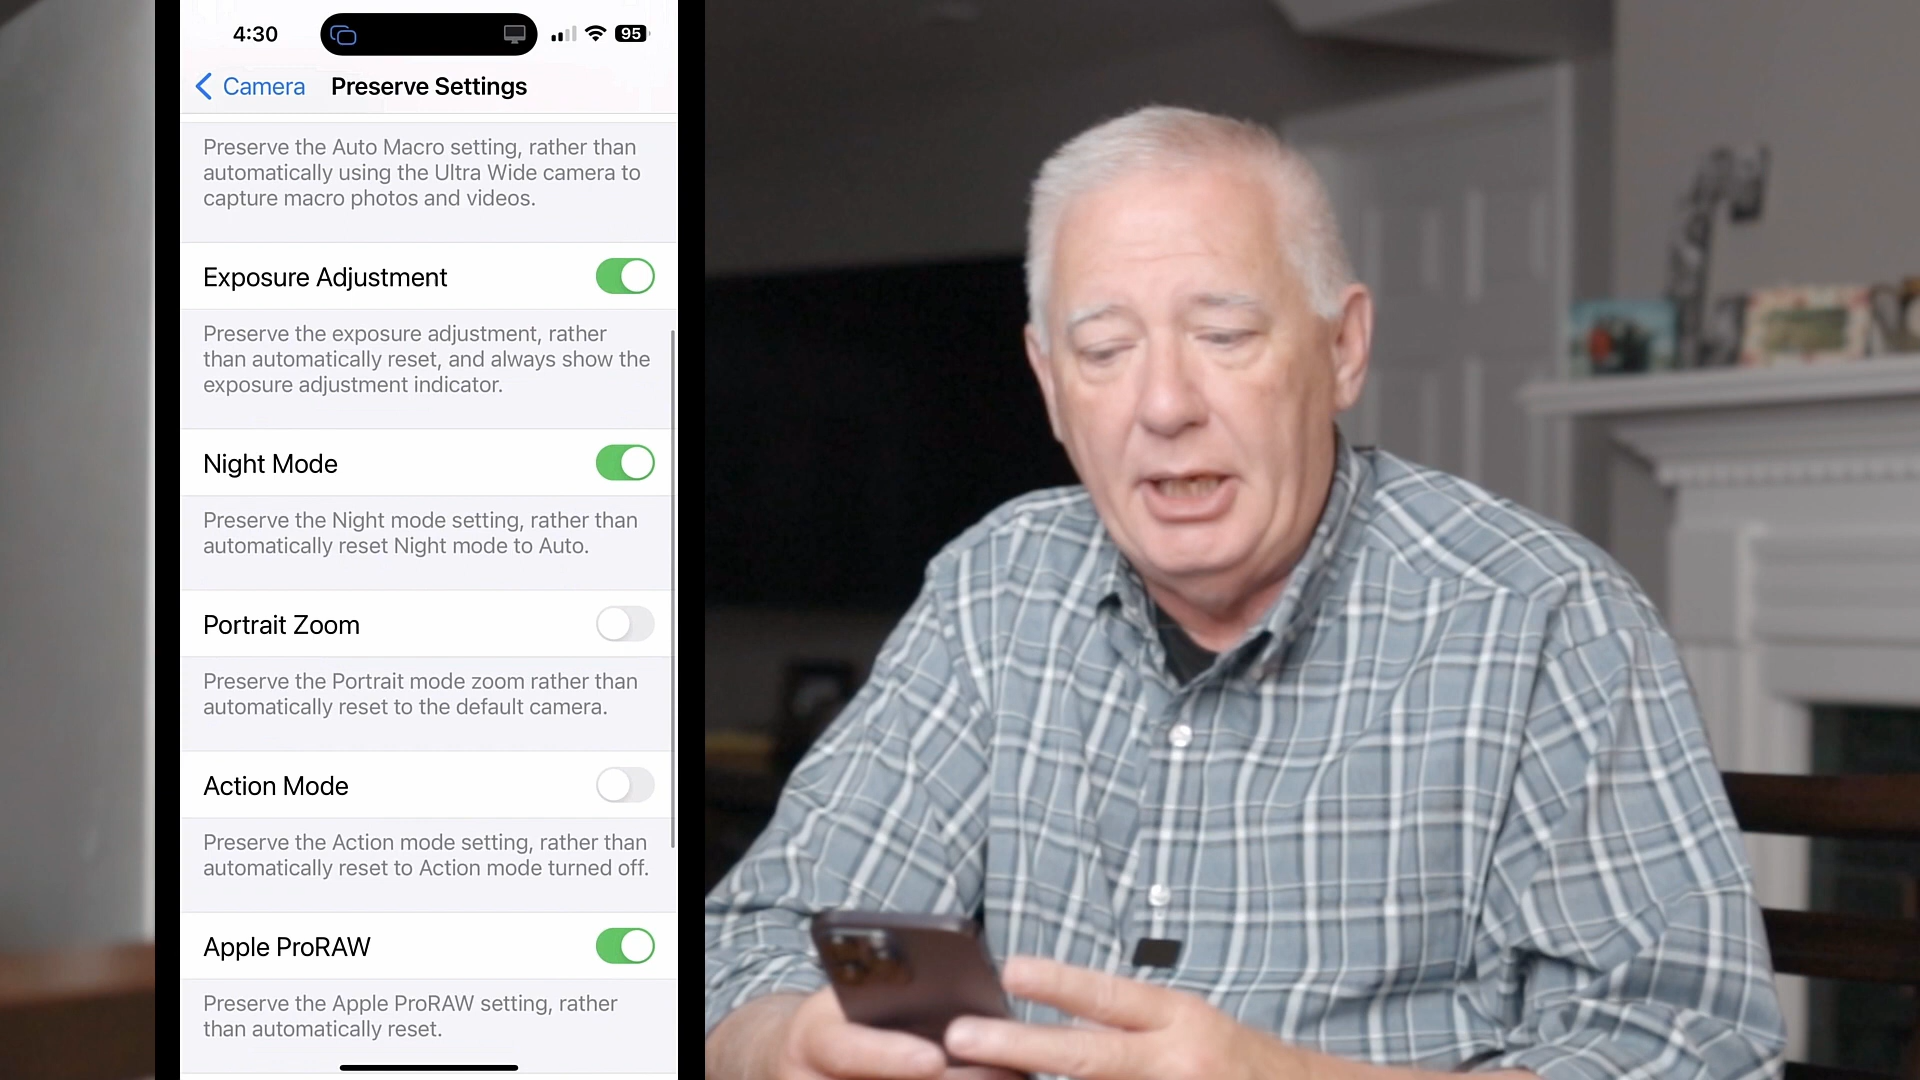 4:30
95
Camera
Preserve Settings
Preserve the Auto Macro setting, rather than
automatically using the Ultra Wide camera to
capture macro photos and videos.
Exposure Adjustment
Preserve the exposure adjustment, rather
than automatically reset, and always show the
exposure adjustment indicator.
Night Mode
Preserve the Night mode setting, rather than
automatically reset Night mode to Auto.
Portrait Zoom
Preserve the Portrait mode zoom rather than
automatically reset to the default camera.
Action Mode
Preserve the Action mode setting, rather than
automatically reset to Action mode turned off.
Apple ProRAW
Preserve the Apple ProRAW setting, rather
than automatically reset.